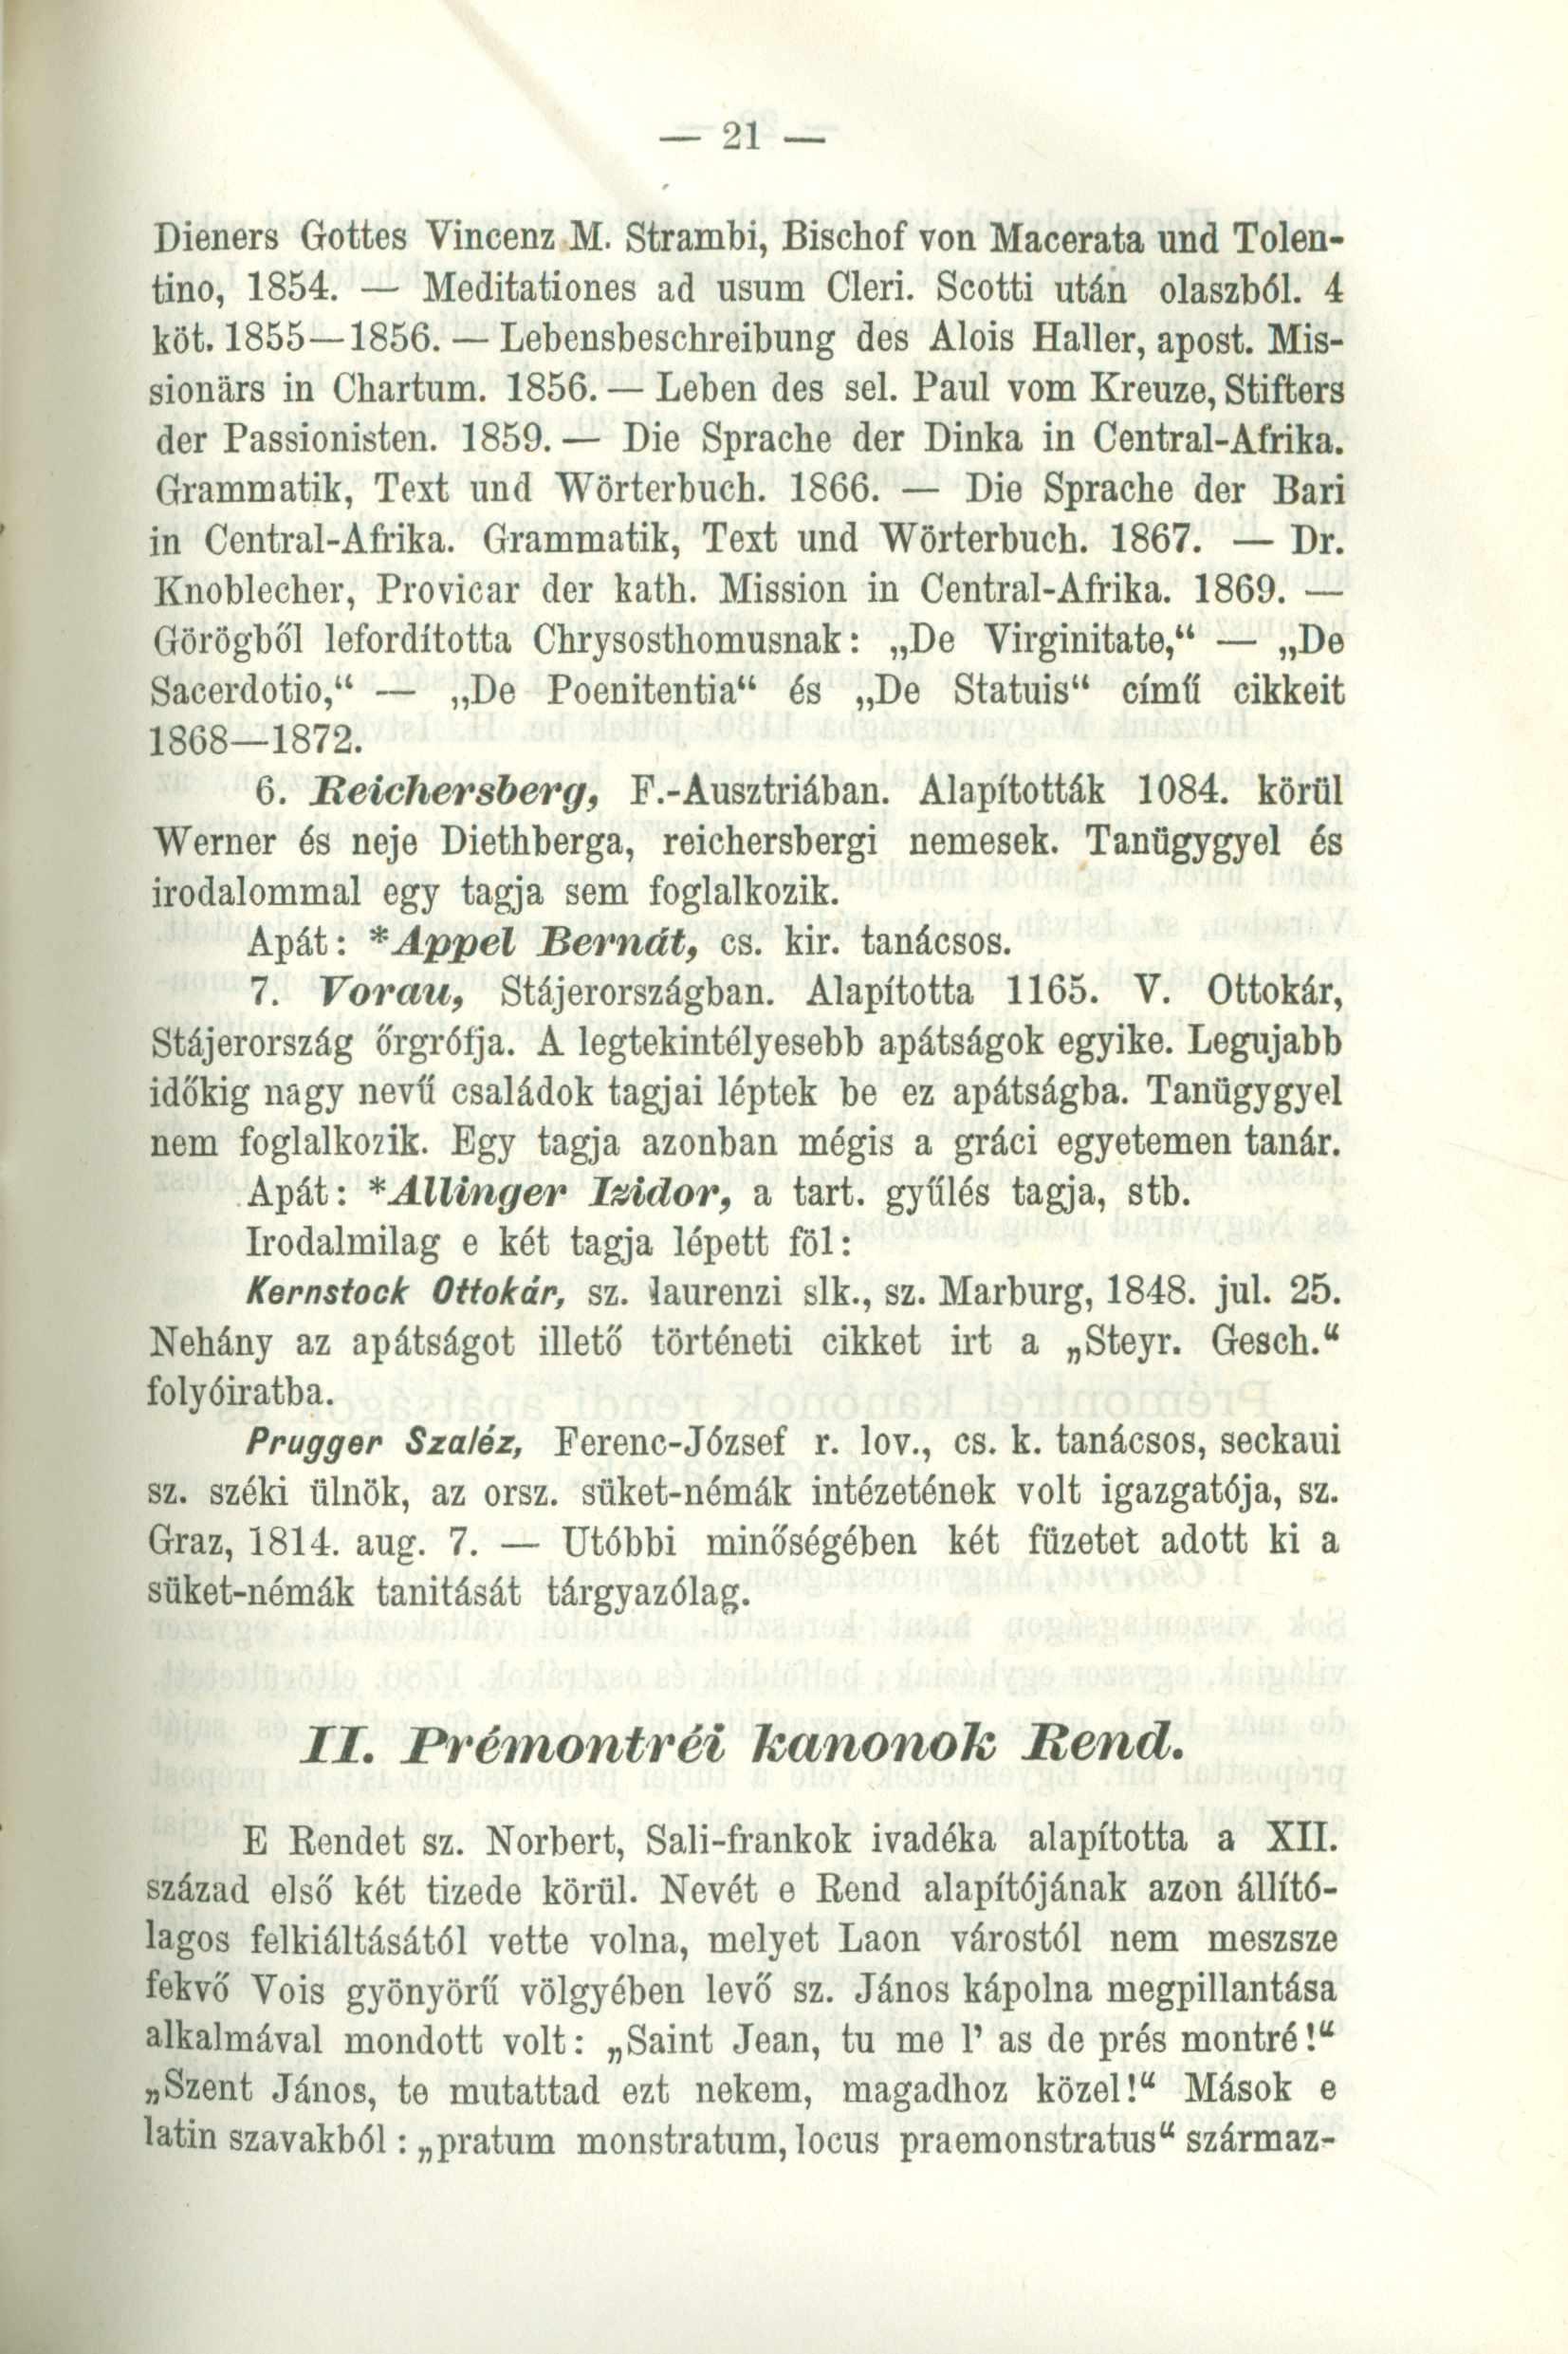 — 21 —
Dieners Gottes Vincenz M. Strambi, Bischof von Macerata und Tolen-
tino, 1854. — Meditationes ad usum Cleri. Scotti után olaszból. 4
köt. 1855—1856. — Lebensbeschreibung des Alois Haller, apost. Mis-
sionärs in Chartum. 1856. — Leben des sel. Paul vom Kreuze, Stifters
der Passionisten. 1859. — Die Sprache der Dinka in Central-Afrika.
Grammatik, Text und Wörterbuch. 1866. — Die Sprache der Bari
in Central-Afrika. Grammatik, Text und Wörterbuch. 1867. — Dr.
Knoblecher, Provicar der kath. Mission in Central-Afrika. 1869. —
Görögből lefordította Chrysosthomusnak: „De Virginitate,“ — „De
Sacerdotio,“ — „De Poenitentia“ és „De Statuis“ című cikkeit
1868—1872.
6. Reichersberg, F.-Ausztriában. Alapították 1084. körül
Werner és neje Diethberga, reichersbergi nemesek. Tanügygyel és
irodalommal egy tagja sem foglalkozik.
Apát: *Appel Bernát, cs. kir. tanácsos.
7. Vorau, Stájerországban. Alapította 1165. V. Ottokár,
Stájerország őrgrófja. A legtekintélyesebb apátságok egyike. Legujabb
időkig nagy nevű családok tagjai léptek be ez apátságba. Tanügygyel
nem foglalkozik. Egy tagja azonban mégis a gráci egyetemen tanár.
Apát: *Allinger Izidor, a tart. gyűlés tagja, stb.
Irodalmilag e két tagja lépett föl:
Kernstock Ottokár, sz. laurenzi slk., sz. Marburg, 1848. jul. 25.
Nehány az apátságot illető történeti cikket irt a „Steyr. Gesch.“
folyóiratba.
Prugger Szaléz, Ferenc-József r. lov., cs. k. tanácsos, seckaui
sz. széki ülnök, az orsz. süket-némák intézetének volt igazgatója, sz.
Graz, 1814. aug. 7. — Utóbbi minőségében két füzetet adott ki a
süket-némák tanitását tárgyazólag.
II. Prémontréi kanonok Rend.
E Rendet sz. Norbert, Sali-frankok ivadéka alapította a XII.
század első két tizede körül. Nevét e Rend alapítójának azon állító-
lagos felkiáltásától vette volna, melyet Laon várostól nem meszsze
fekvő Vois gyönyörű völgyében levő sz. János kápolna megpillantása
alkalmával mondott volt: „Saint Jean, tu me l’ as de prés montré!“
„Szent János, te mutattad ezt nekem, magadhoz közel!“ Mások e
latin szavakból: „pratum monstratum, locus praemonstratus“ származ-